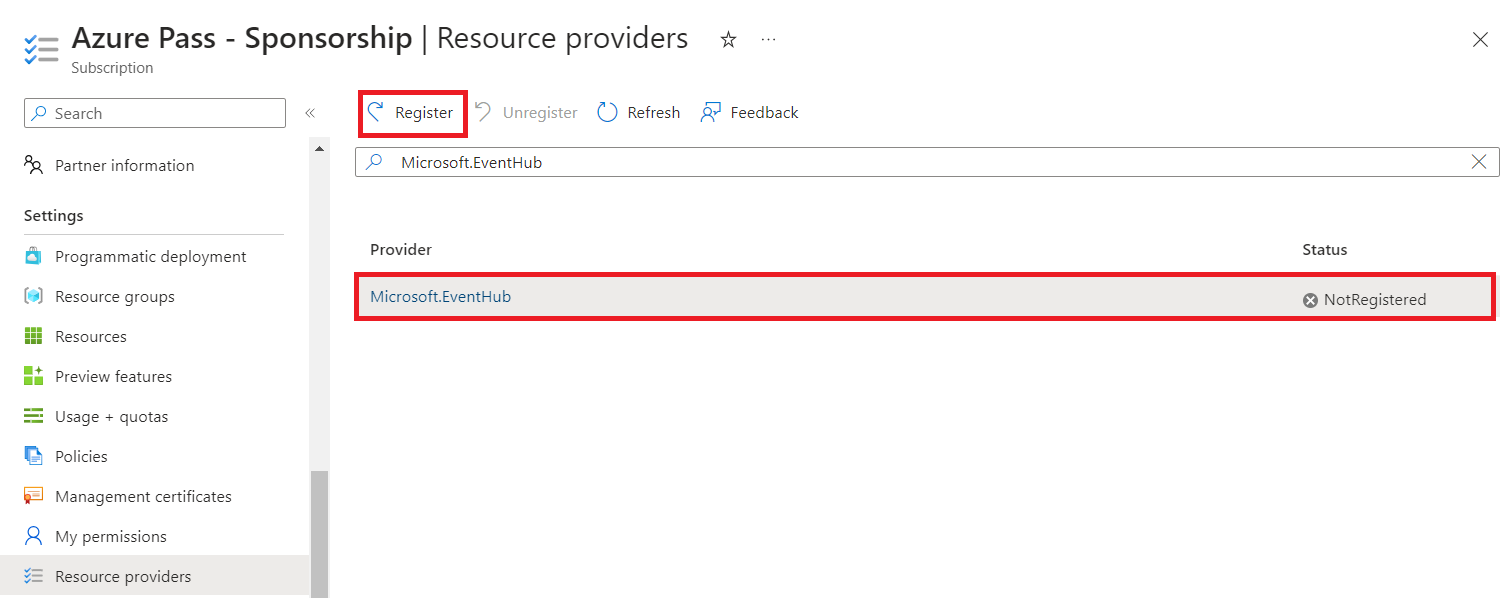 Azure Pass - Sponsorship | Resource providers
Subscription
Search
Partner information
Settings
Programmatic deployment
Resource groups
Resources
Preview features
Usage + quotas
Policies
Management certificates
My permissions
Resource providers
Register Unregister Refresh Feedback
Microsoft.EventHub
Provider Status
Microsoft.EventHub NotRegistered